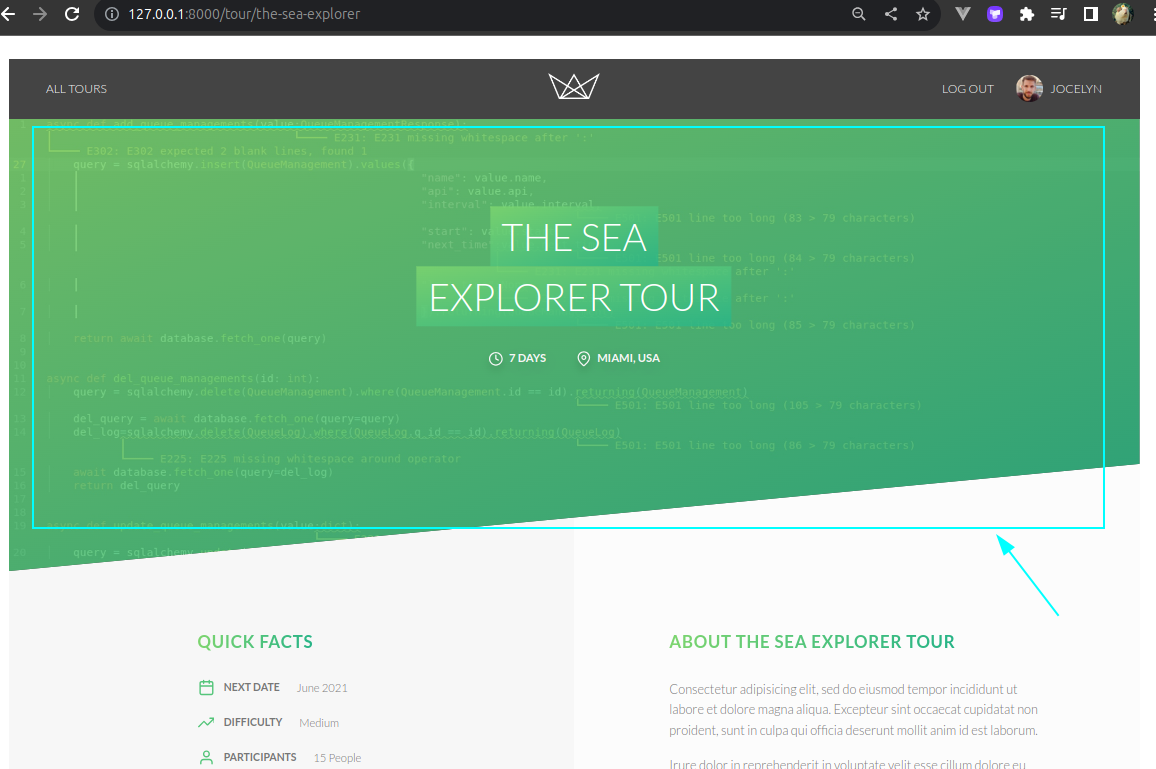 127.0.0.1:8000/tour/the-sea-explorer
ALL TOURS
LOG OUT
JOCELYN
async def add_queue_managements(value:QueueManagementResponse):
E231: E231 missing whitespace after ':'
E302: E302 expected 2 blank lines, found 1
27 query = sqlalchemy.insert(QueueManagement).values({
1 "name": value.name,
2 "api": value.api,
3 "interval": value.interval
E501 line too long (83 > 79 characters)
4 "start":
5 "next time"
E501 line too long (84 > 79 characters)
after ':'
6
after ':'
7
E501: E501 line too long (85 > 79 characters)
THE SEA
EXPLORER TOUR
7 DAYS
MIAMI, USA
8 return await database.fetch_one(query)
9
10
11 async def del_queue_managements(id: int):
12 query = sqlalchemy.delete(QueueManagement).where(QueueManagement.id == id).returning(QueueManagement)
E501: E501 line too long (105 > 79 characters)
13 del_query = await database.fetch_one(query=query)
14 del_log=sqlalchemy.delete(QueueLog).where(QueueLog.q_id == id).returning(QueueLog)
E501: E501 line too long (86 > 79 characters)
E225: E225 missing whitespace around operator
15 await database.fetch_one(query=del_log)
16 return del_query
17
18
19 async def update_queue_managements(value:dict):
20 query = sqlalchemy
QUICK FACTS
NEXT DATE June 2021
DIFFICULTY Medium
PARTICIPANTS 15 People
ABOUT THE SEA EXPLORER TOUR
Consectetur adipisicing elit, sed do eiusmod tempor incididunt ut
labore et dolore magna aliqua. Excepteur sint occaecat cupidatat non
proident, sunt in culpa qui officia deserunt mollit anim id est laborum.
Irure dolor in reprehenderit in voluptate velit esse cillum dolore eu